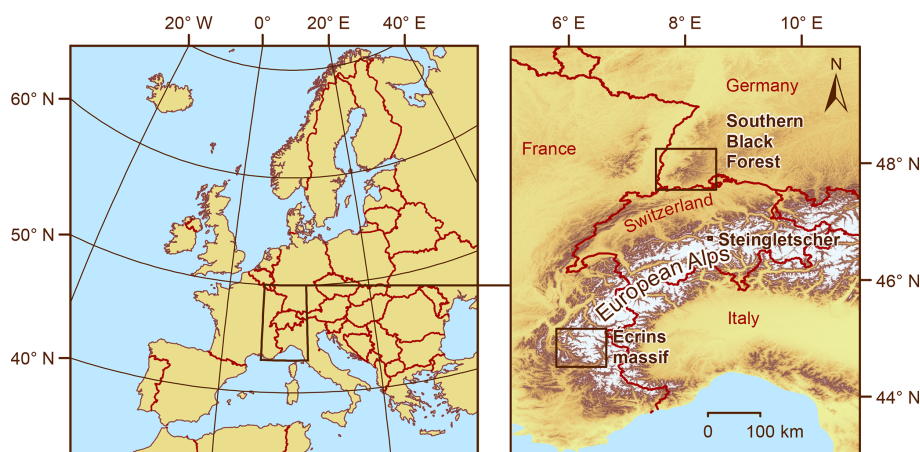 20° W 0° 20° E 40° E
60° N
50° N
40° N
6° E 8° E 10° E
N
Germany
Southern
Black
Forest
France
48° N
Switzerland
Steingletscher
European Alps
46° N
Italy
Ecrins
massif
44° N
0 100 km